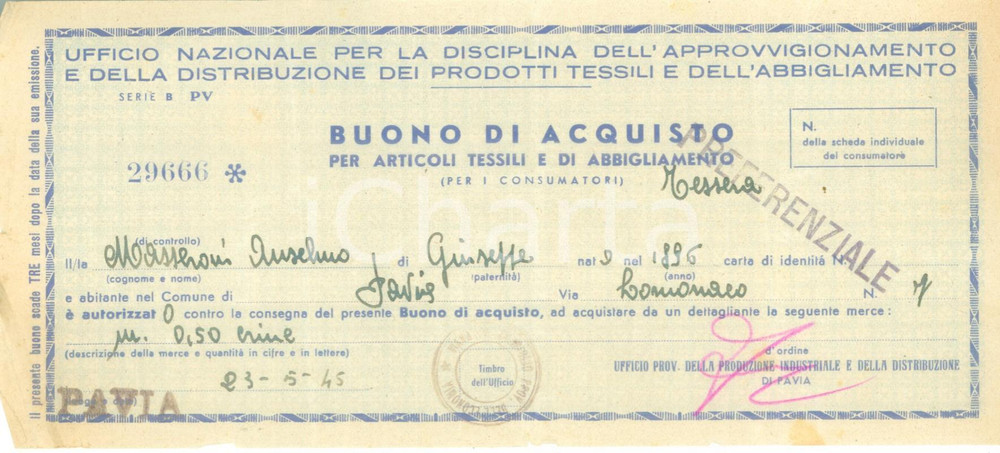 UFFICIO NAZIONALE PER LA DISCIPLINA DELL'APPROVVIGIONAMENTO
E DELLA DISTRIBUZIONE DEI PRODOTTI TESSILI E DELL'ABBIGLIAMENTO
SERIE B PV
BUONO DI ACQUISTO
PER ARTICOLI TESSILI E DI ABBIGLIAMENTO
(PER I CONSUMATORI)
29666 *
N.
della scheda individuale
del consumatore
Tessera
PREFERENZIALE
iCharta
(di controllo)
Il/la Masseroni Anselmo di Giuseppe nato nel 1896 carta di identità N.
(cognome e nome) (paternità) (anno)
e abitante nel Comune di Pavia Via Lomonaco N. 7
è autorizzato contro la consegna del presente Buono di acquisto, ad acquistare da un dettagliante la seguente merce:
m. 0,50 crine
(descrizione della merce e quantità in cifre e in lettere)
23-5-45
PAVIA
Timbro
dell'Ufficio
d'ordine
UFFICIO PROV. DELLA PRODUZIONE INDUSTRIALE E DELLA DISTRIBUZIONE
DI PAVIA
Il presente buono scade TRE mesi dopo la data della sua emissione.